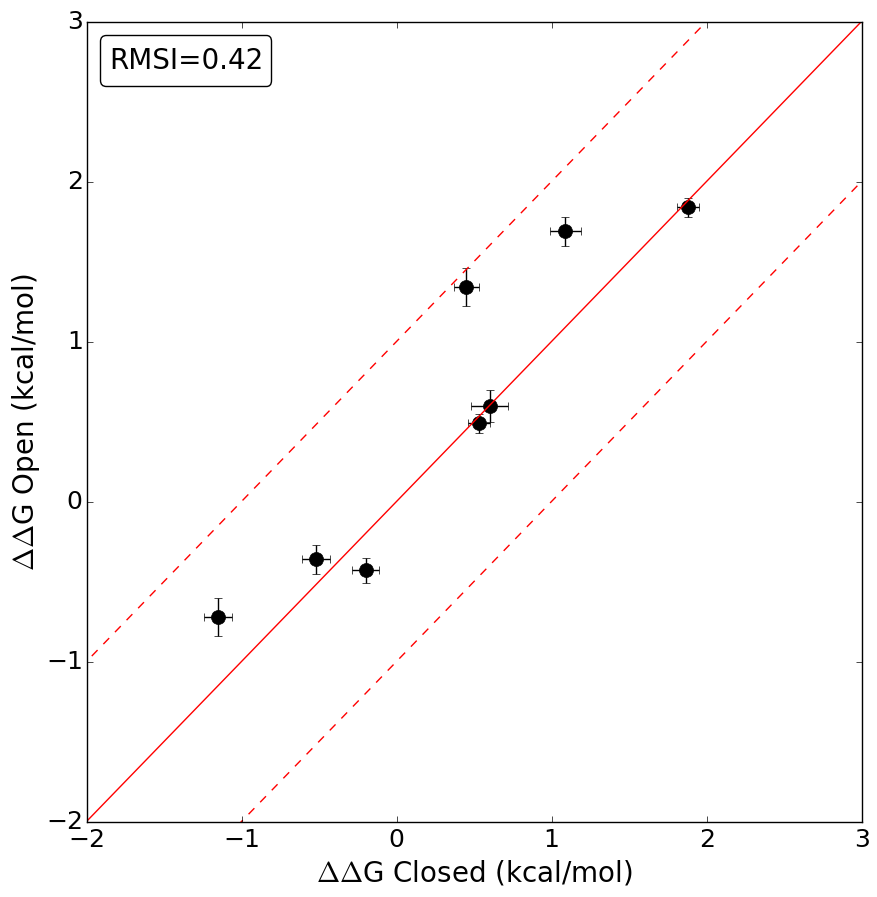 RMSI=0.42
3
2
1
0
−1
−2
ΔΔG Open (kcal/mol)
−2 −1 0 1 2 3
ΔΔG Closed (kcal/mol)